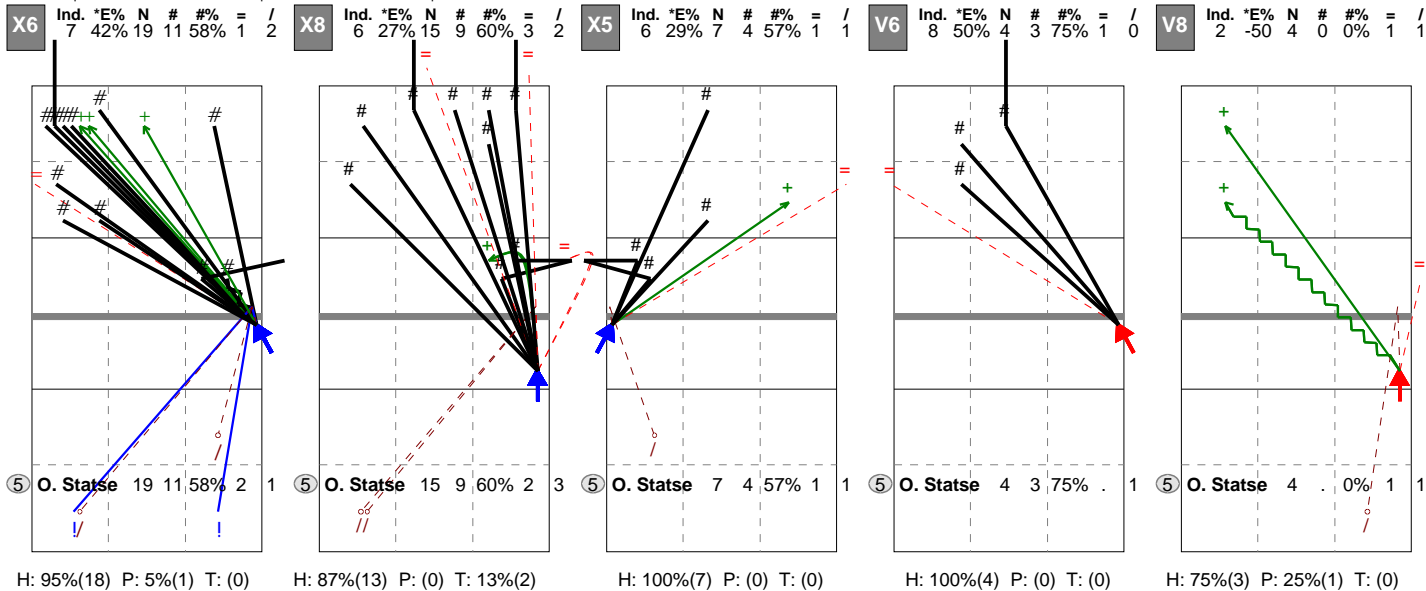 X6 Ind. *E% N # #% = /
7 42% 19 11 58% 1 2
X8 Ind. *E% N # #% = /
6 27% 15 9 60% 3 2
X5 Ind. *E% N # #% = /
6 29% 7 4 57% 1 1
V6 Ind. *E% N # #% = /
8 50% 4 3 75% 1 0
V8 Ind. *E% N # #% = /
2 -50 4 0 0% 1 1
5 O. Statse 19 11 58% 2 1
5 O. Statse 15 9 60% 2 3
5 O. Statse 7 4 57% 1 1
5 O. Statse 4 3 75% . 1
5 O. Statse 4 . 0% 1 1
H: 95%(18) P: 5%(1) T: (0)
H: 87%(13) P: (0) T: 13%(2)
H: 100%(7) P: (0) T: (0)
H: 100%(4) P: (0) T: (0)
H: 75%(3) P: 25%(1) T: (0)